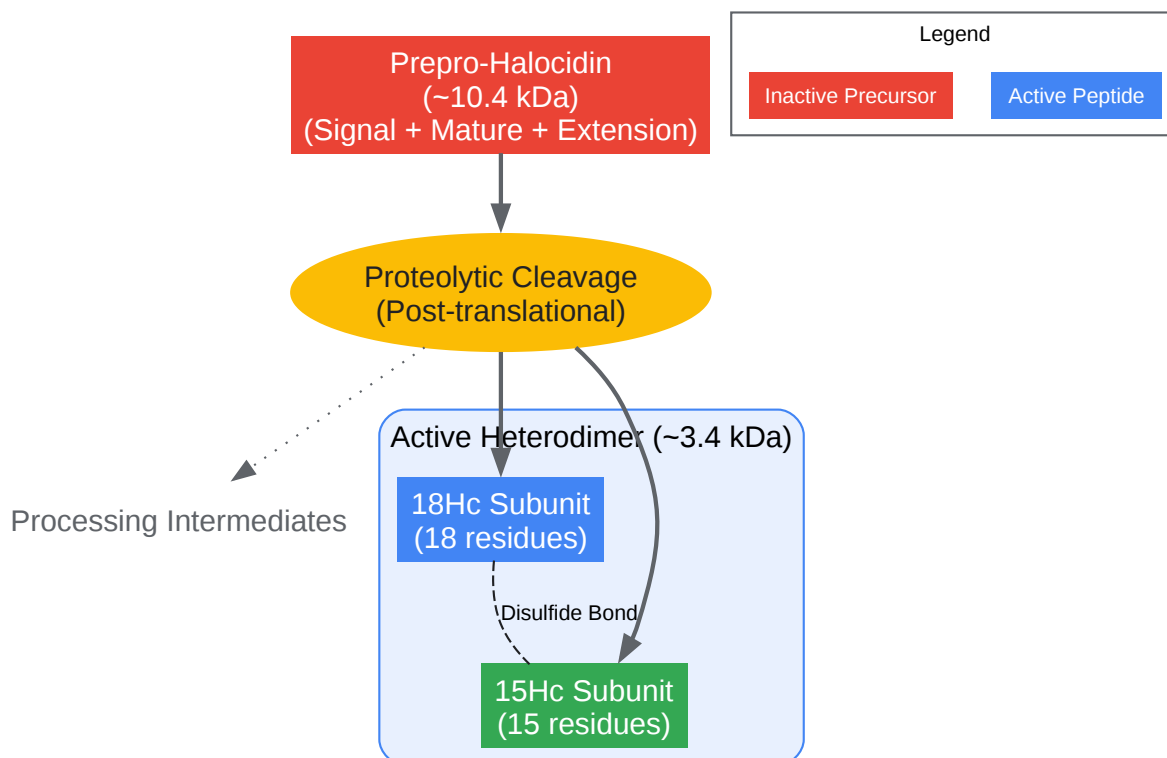 Prepro-Halocidin
(~10.4 kDa)
(Signal + Mature + Extension)
Legend
Inactive Precursor
Active Peptide
Proteolytic Cleavage
(Post-translational)
Active Heterodimer (~3.4 kDa)
18Hc Subunit
(18 residues)
Processing Intermediates
Disulfide Bond
15Hc Subunit
(15 residues)